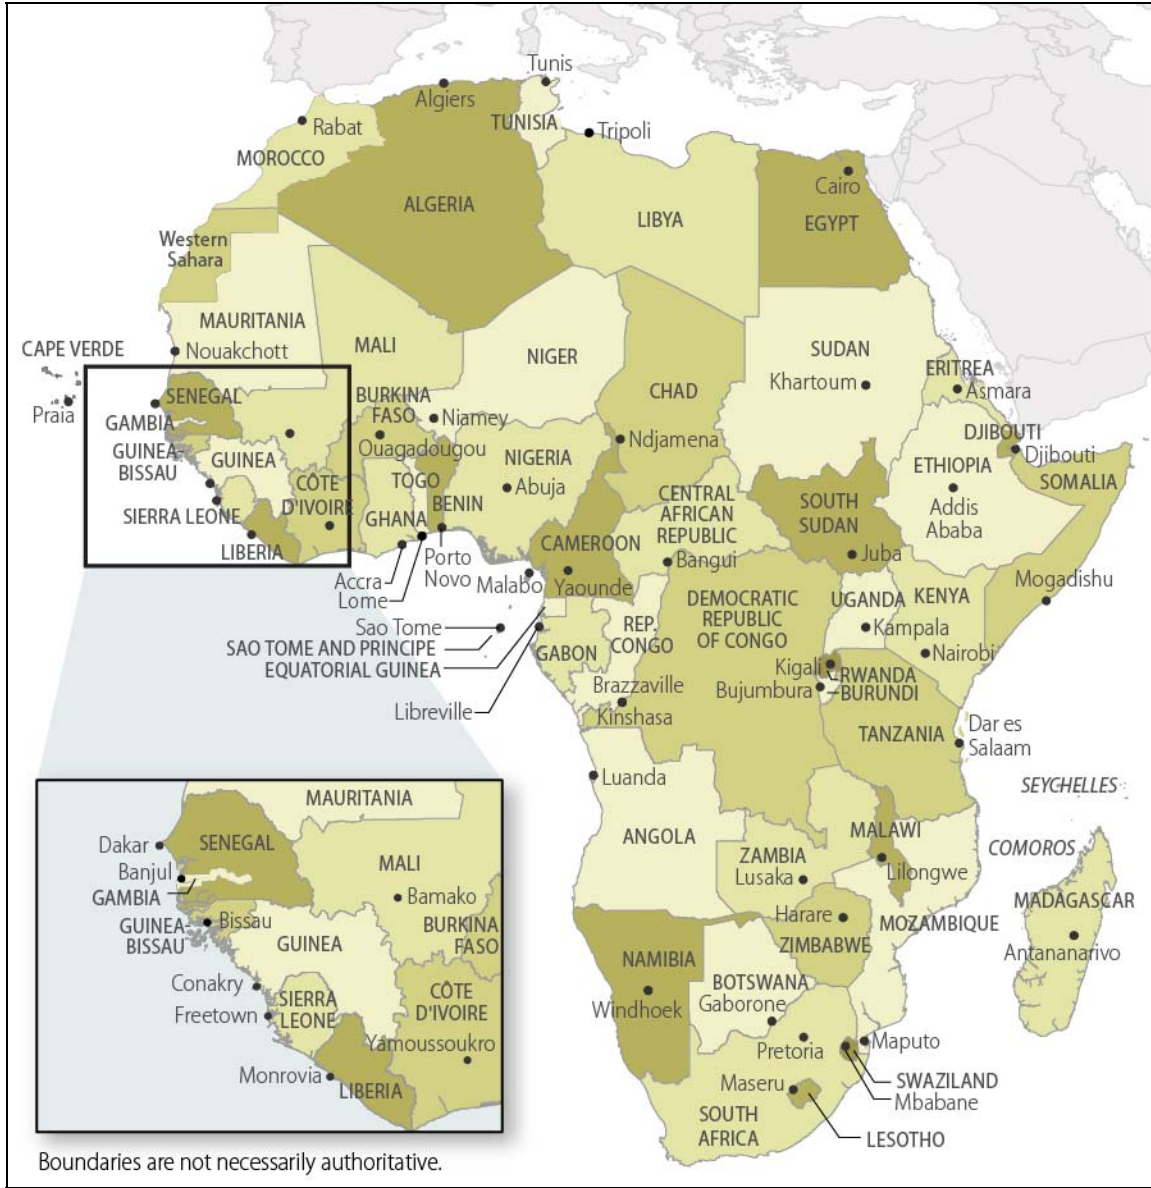 Tunis
Algiers
TUNISIA
Rabat
Tripoli
MOROCCO
Cairo
ALGERIA
LIBYA
EGYPT
Western
Sahara
MAURITANIA
CAPE VERDE
Nouakchott
MALI
NIGER
SUDAN
CHAD
ERITREA
Khartoum
Asmara
Praia
SENEGAL
BURKINA
FASO
Niamey
GAMBIA
Ouagadougou
Ndjamena
DJIBOUTI
Djibouti
GUINEA-
BISSAU
GUINEA
NIGERIA
ETHIOPIA
SOMALIA
TOGO
Abuja
CÔTE
D'IVOIRE
CENTRAL
AFRICAN
REPUBLIC
SOUTH
SUDAN
Addis
Ababa
BENIN
SIERRA LEONE
GHANA
LIBERIA
CAMEROON
Juba
Accra
Lome
Porto
Novo
Malabo
Yaounde
Bangui
Mogadishu
DEMOCRATIC
REPUBLIC
OF CONGO
UGANDA
KENYA
Sao Tome
REP.
CONGO
Kampala
SAO TOME AND PRINCIPE
EQUATORIAL GUINEA
GABON
Nairobi
Kigali
RWANDA
Brazzaville
Bujumbura
BURUNDI
Libreville
Kinshasa
TANZANIA
Dar es
Salaam
Luanda
SEYCHELLES
ANGOLA
MALAWI
COMOROS
ZAMBIA
Lusaka
Lilongwe
MADAGASCAR
Harare
MOZAMBIQUE
ZIMBABWE
Antananarivo
NAMIBIA
BOTSWANA
Windhoek
Gaborone
Pretoria
Maputo
Maseru
SWAZILAND
Mbabane
SOUTH
AFRICA
LESOTHO
MAURITANIA
Dakar
SENEGAL
MALI
Banjul
GAMBIA
Bamako
GUINEA-
BISSAU
Bissau
BURKINA
FASO
GUINEA
Conakry
SIERRA
LEONE
CÔTE
D'IVOIRE
Freetown
Yamoussoukro
Monrovia
LIBERIA
Boundaries are not necessarily authoritative.